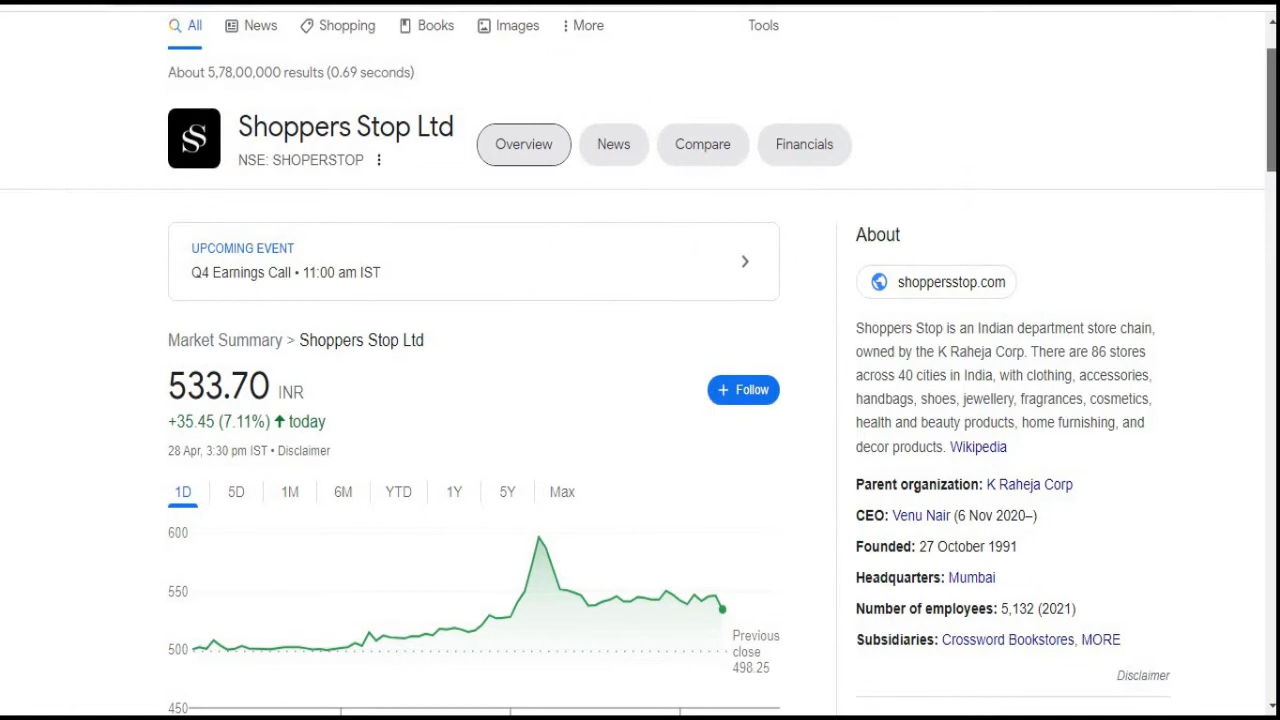 All News Shopping Books Images More Tools
About 5,78,00,000 results (0.69 seconds)
SS
Shoppers Stop Ltd
NSE: SHOPERSTOP
Overview News Compare Financials
UPCOMING EVENT
Q4 Earnings Call • 11:00 am IST
Market Summary > Shoppers Stop Ltd
533.70 INR
+ Follow
+35.45 (7.11%) ↑ today
28 Apr, 3:30 pm IST • Disclaimer
1D 5D 1M 6M YTD 1Y 5Y Max
600
550
500
450
Previous
close
498.25
About
shoppersstop.com
Shoppers Stop is an Indian department store chain,
owned by the K Raheja Corp. There are 86 stores
across 40 cities in India, with clothing, accessories,
handbags, shoes, jewellery, fragrances, cosmetics,
health and beauty products, home furnishing, and
decor products. Wikipedia
Parent organization: K Raheja Corp
CEO: Venu Nair (6 Nov 2020–)
Founded: 27 October 1991
Headquarters: Mumbai
Number of employees: 5,132 (2021)
Subsidiaries: Crossword Bookstores, MORE
Disclaimer